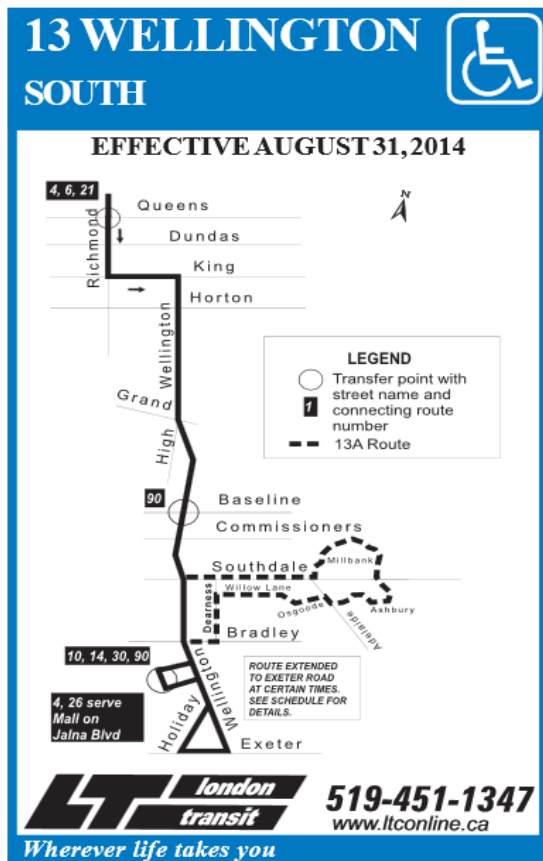 13 WELLINGTON
SOUTH
EFFECTIVE AUGUST 31, 2014
4, 6, 21
Queens
N
Richmond
Dundas
King
Horton
Wellington
LEGEND
Transfer point with
street name and
1
connecting route
number
13A Route
Grand
High
90
Baseline
Commissioners
Southdale
Millbank
Willow Lane
Dearness
Osgoode
Ashbury
Adelaide
Bradley
10, 14, 30, 90
Wellington
ROUTE EXTENDED
TO EXETER ROAD
AT CERTAIN TIMES.
SEE SCHEDULE FOR
DETAILS.
4, 26 serve
Mall on
Jalna Blvd
Holiday
Exeter
LT london
transit
519-451-1347
www.ltconline.ca
Wherever life takes you